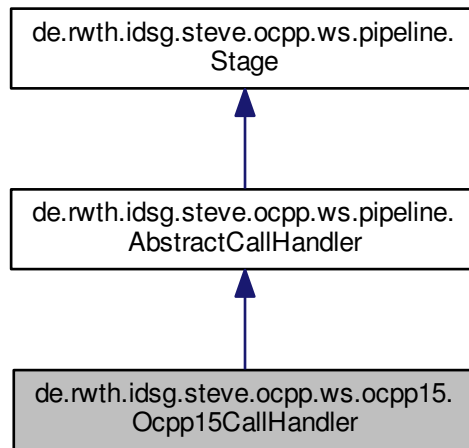 de.rwth.idsg.steve.ocpp.ws.pipeline.
Stage
de.rwth.idsg.steve.ocpp.ws.pipeline.
AbstractCallHandler
de.rwth.idsg.steve.ocpp.ws.ocpp15.
Ocpp15CallHandler